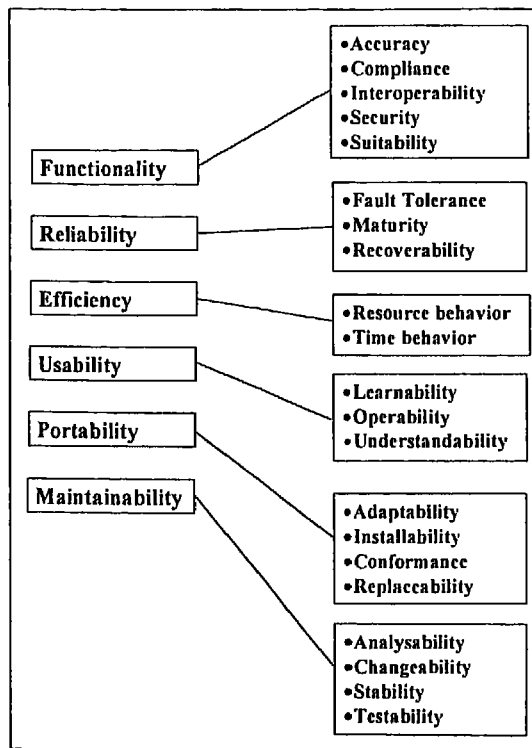 Functionality
•Accuracy
•Compliance
•Interoperability
•Security
•Suitability
Reliability
•Fault Tolerance
•Maturity
•Recoverability
Efficiency
•Resource behavior
•Time behavior
Usability
•Learnability
•Operability
•Understandability
Portability
•Adaptability
•Installability
•Conformance
•Replaceability
Maintainability
•Analysability
•Changeability
•Stability
•Testability